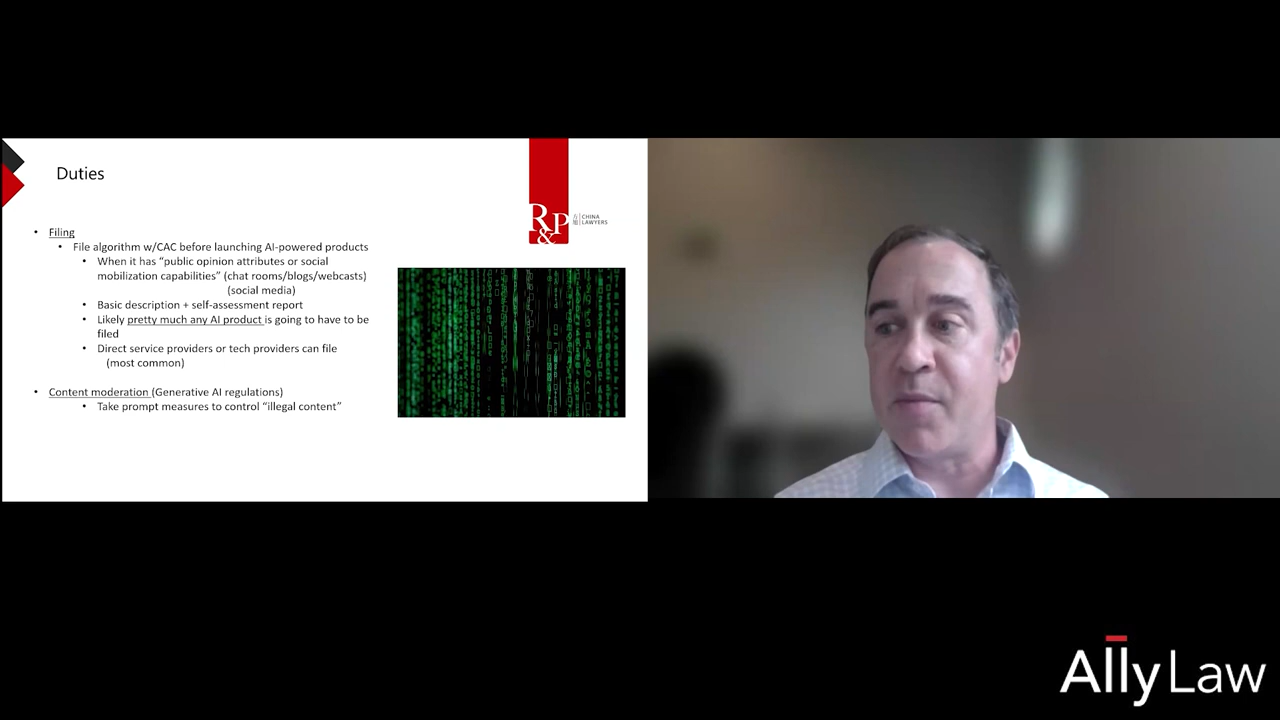 Duties
R&P
CHINA
LAWYERS
Filing
File algorithm w/CAC before launching AI-powered products
When it has “public opinion attributes or social
mobilization capabilities” (chat rooms/blogs/webcasts)
(social media)
Basic description + self-assessment report
Likely pretty much any AI product is going to have to be
filed
Direct service providers or tech providers can file
(most common)
Content moderation (Generative AI regulations)
Take prompt measures to control “illegal content”
Ally Law